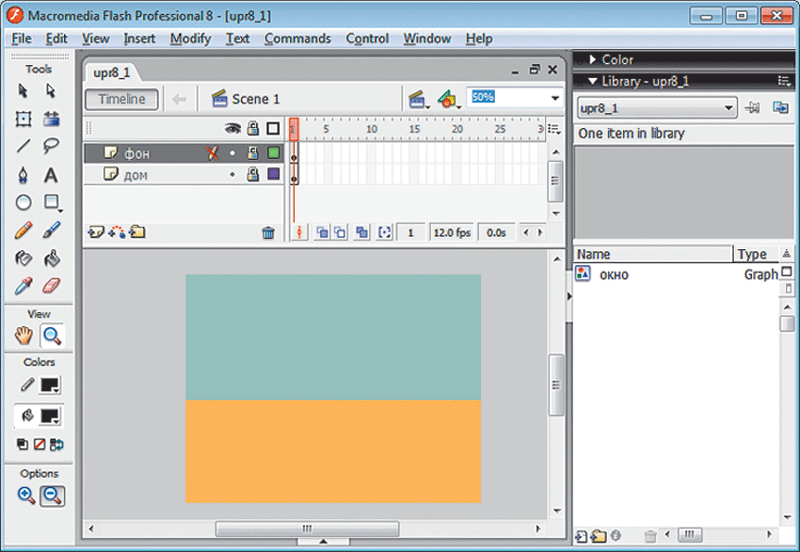 Macromedia Flash Professional 8 - [upr8_1]
File Edit View Insert Modify Text Commands Control Window Help
Tools
View
Colors
Options
upr8_1
Timeline
Scene 1
50%
1 5 10 15 20 25 30
фон
дом
1 12.0 fps 0.0s
Color
Library - upr8_1
upr8_1
One item in library
Name Type
окно Graph